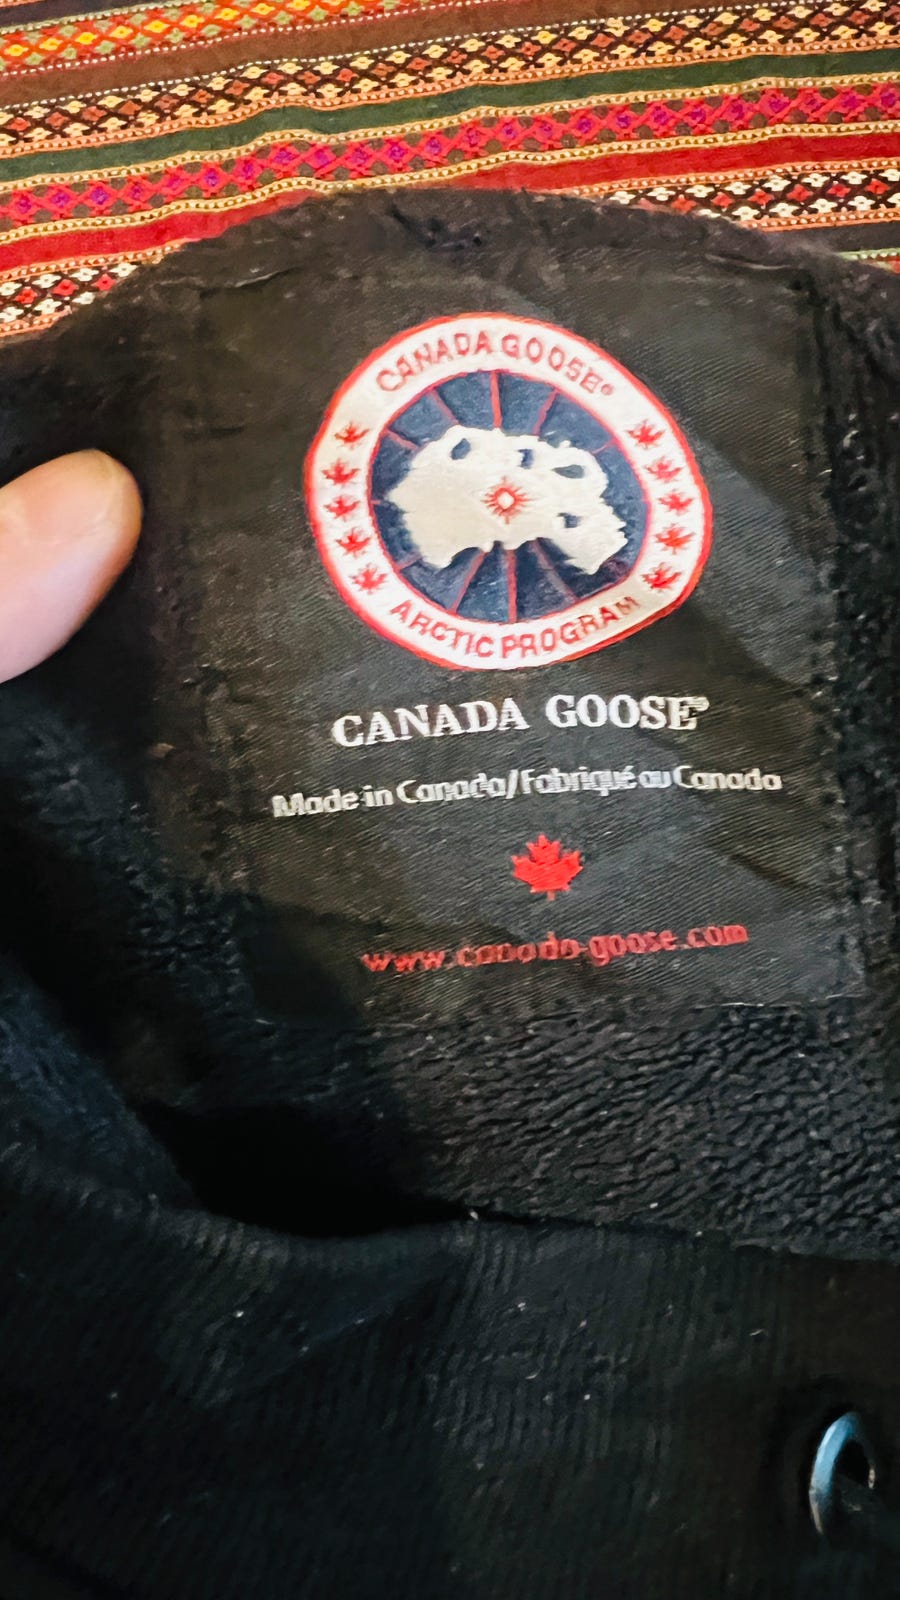 CANADA GOOSE®
ARCTIC PROGRAM
CANADA GOOSE®
Made in Canada/Fabriqué au Canada
www.canada-goose.com